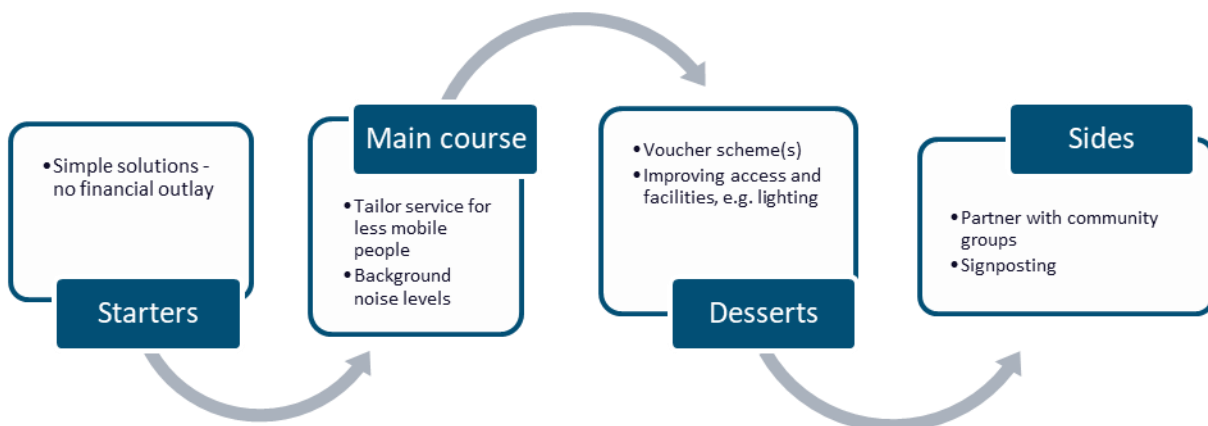 •Simple solutions -
no financial outlay
Starters
Main course
•Tailor service for
less mobile
people
•Background
noise levels
•Voucher scheme(s)
•Improving access and
facilities, e.g. lighting
Desserts
Sides
•Partner with community
groups
•Signposting